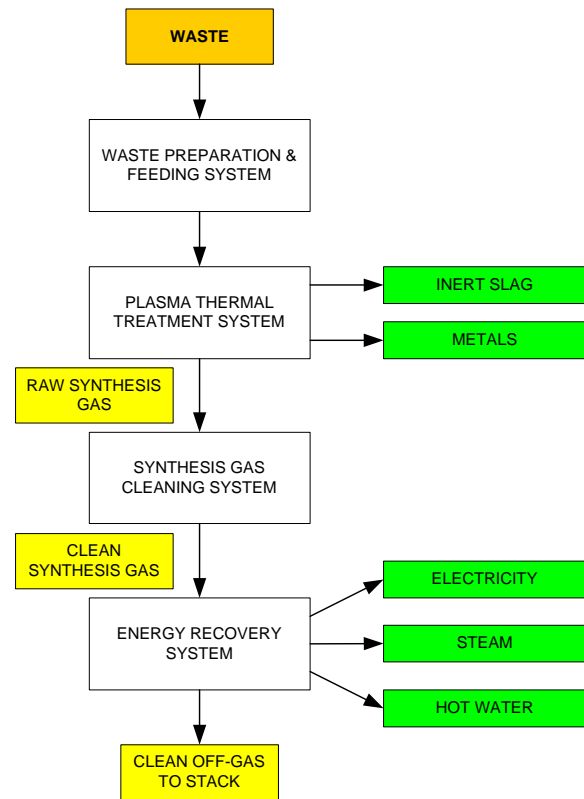 WASTE
WASTE PREPARATION &
FEEDING SYSTEM
PLASMA THERMAL
TREATMENT SYSTEM
INERT SLAG
METALS
RAW SYNTHESIS
GAS
SYNTHESIS GAS
CLEANING SYSTEM
CLEAN
SYNTHESIS GAS
ENERGY RECOVERY
SYSTEM
ELECTRICITY
STEAM
HOT WATER
CLEAN OFF-GAS
TO STACK